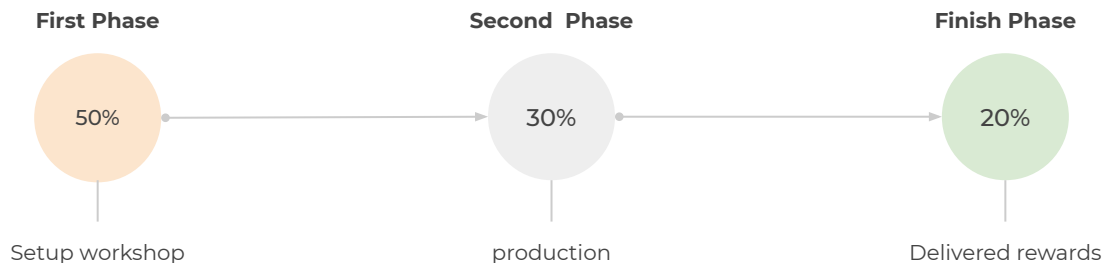 First Phase
Second  Phase
Finish Phase
50%
30%
20%
Setup workshop
production
Delivered rewards